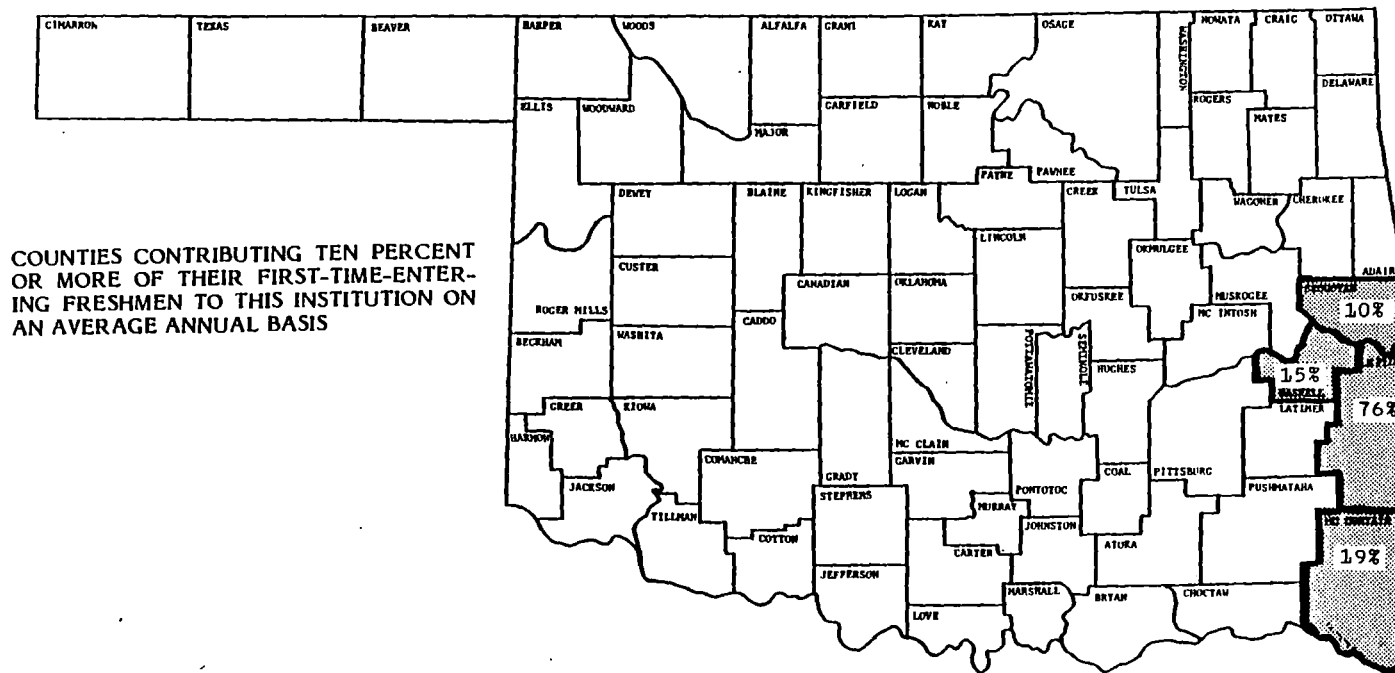 CIMARRON TEXAS BEAVER HARPER WOODS ALFALFA GRANT KAY OSAGE WASHINGTON NOWATA CRAIG OTTAWA
DELAWARE
ELLIS WOODWARD GARFIELD NOBLE ROGERS
MAYES
MAJOR
PAYNE PAWNEE
DEWEY BLAINE KINGFISHER LOGAN CREEK TULSA WAGONER CHEROKEE
LINCOLN
OKMULGEE
COUNTIES CONTRIBUTING TEN PERCENT
OR MORE OF THEIR FIRST-TIME-ENTER-
ING FRESHMEN TO THIS INSTITUTION ON
AN AVERAGE ANNUAL BASIS
CUSTER CANADIAN OKLAHOMA ADAIR
SEQUOYAH
OKFUSKEE MUSKOGEE
ROGER MILLS CADDO MC INTOSH 10%
BECKHAM WASHITA CLEVELAND POTTAWATOMIE SEMINOLE HUGHES
15%
HASKELL
GREER KIOWA LATIMER 76%
HARMON MC CLAIN
COMANCHE GARVIN
JACKSON GRADY COAL PITTSBURG
STEPHENS PONTOTOC PUSHMATAHA
TILLMAN MURRAY
JOHNSTON MC CURTAIN
COTTON CARTER ATOKA
19%
JEFFERSON
MARSHALL BRYAN CHOCTAW
LOVE